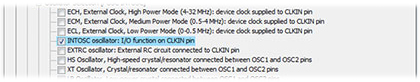 ECH, External Clock, High Power Mode (4-32 MHz): device clock supplied to CLKIN pin
ECM, External Clock, Medium Power Mode (0.5-4 MHz): device clock supplied to CLKIN pin
ECL, External Clock, Low Power Mode (0-0.5 MHz): device clock supplied to CLKIN pin
INTOSC oscillator: I/O function on CLKIN pin
EXTRC oscillator: External RC circuit connected to CLKIN pin
HS Oscillator, High-speed crystal/resonator connected between OSC1 and OSC2 pins
XT Oscillator, Crystal/resonator connected between OSC1 and OSC2 pins